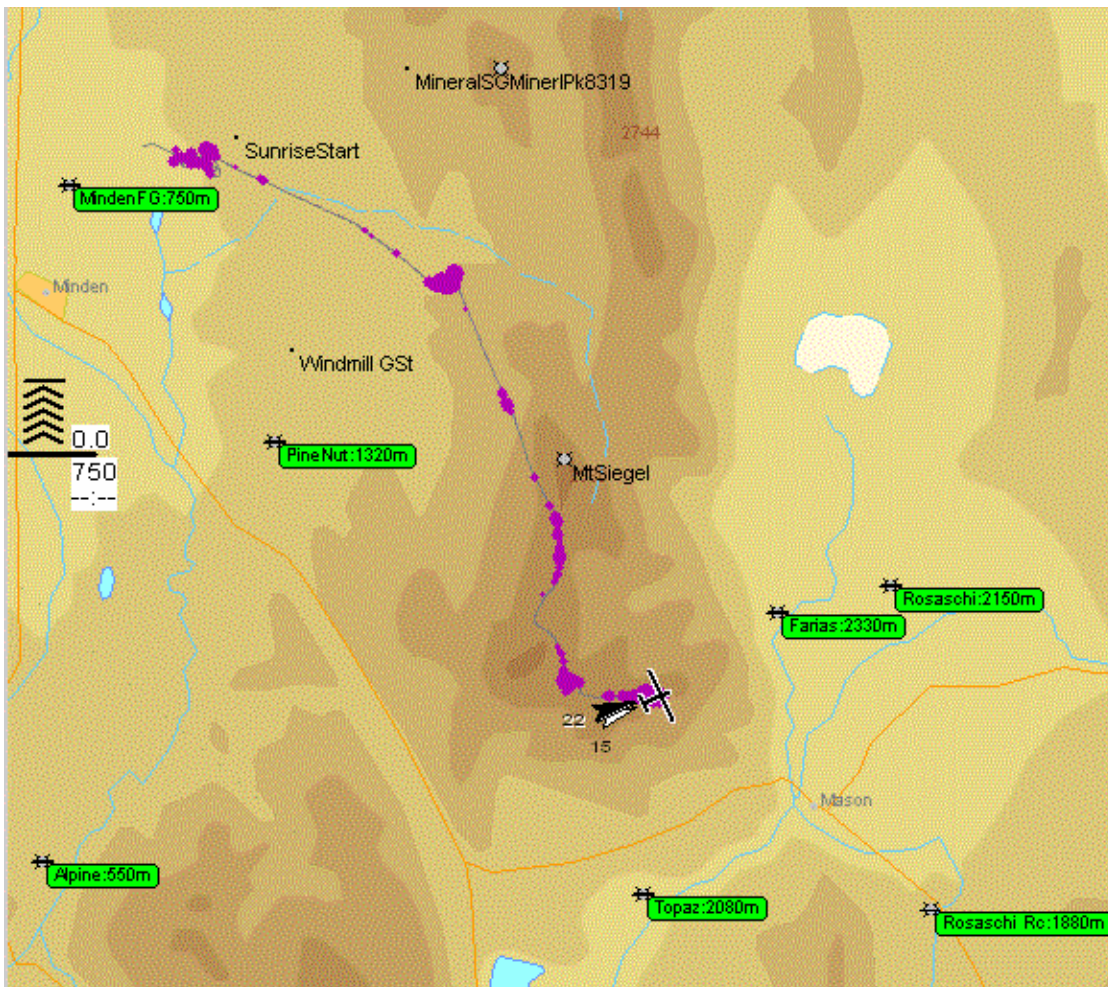 MineralSGMinerlPk8319
2744
SunriseStart
MindenFG:750m
Minden
Windmill GSt
0.0
PineNut:1320m
750
--:--
MtSiegel
Rosaschi:2150m
Farias:2330m
22
15
Mason
Alpine:550m
Topaz:2080m
Rosaschi Rc:1880m